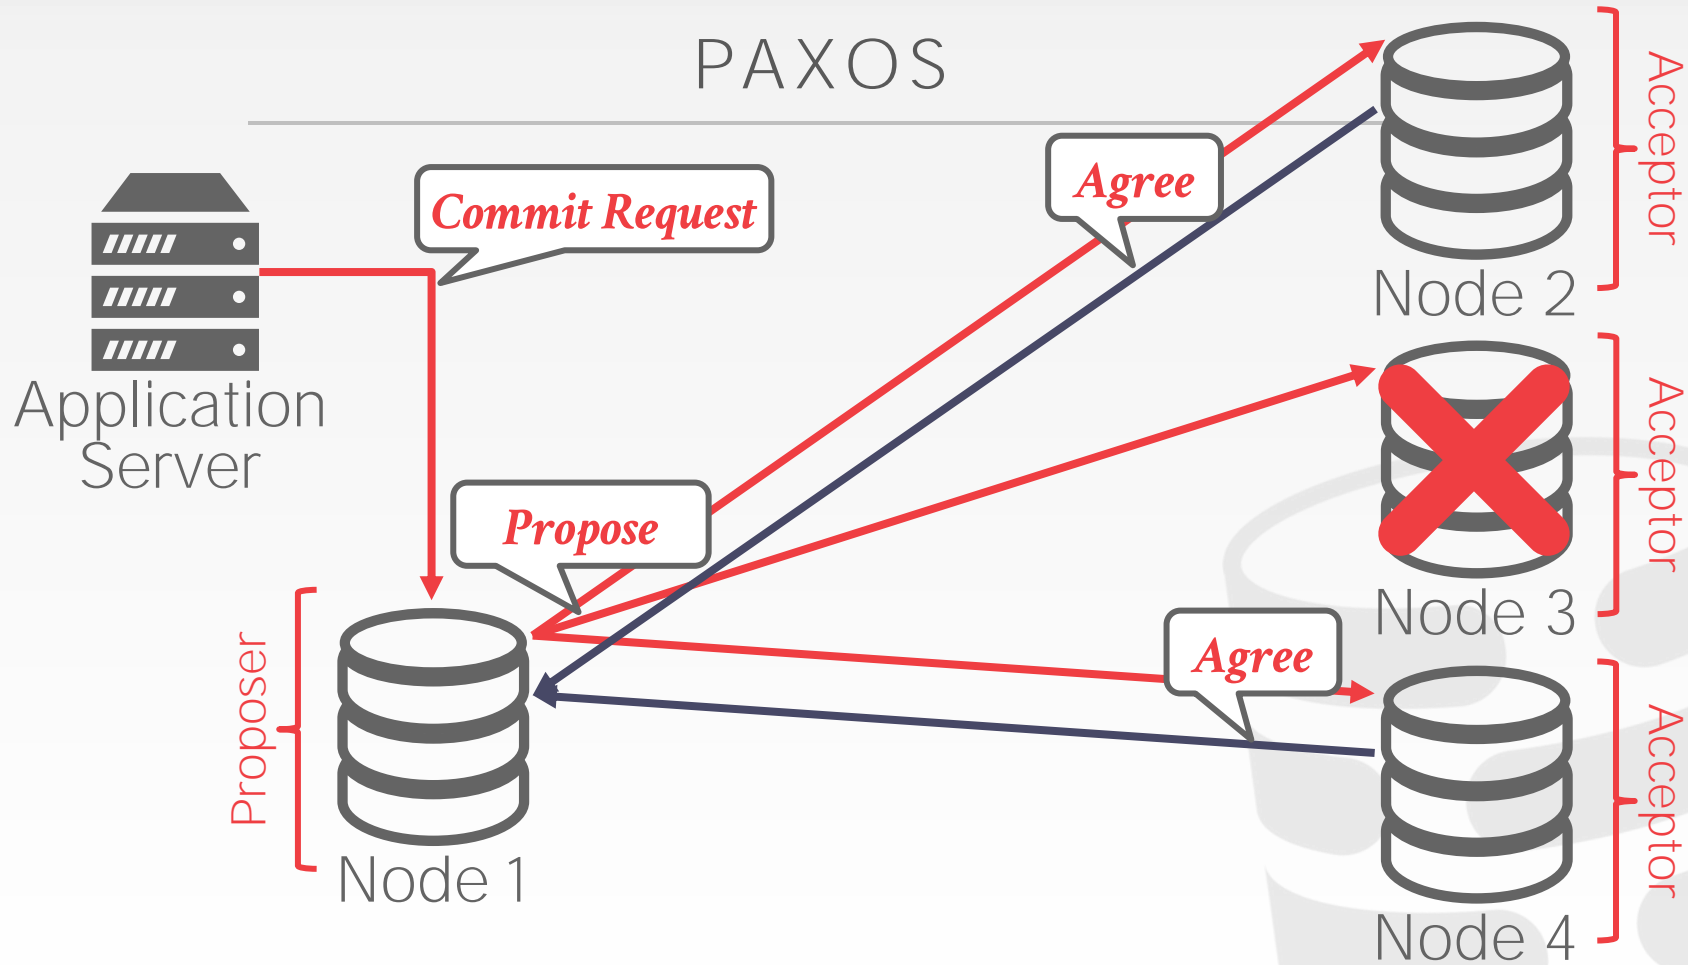 PAXOS
Commit Request
Application
Server
Propose
Proposer
Node 1
Agree
Node 2
Acceptor
Node 3
Acceptor
Agree
Node 4
Acceptor